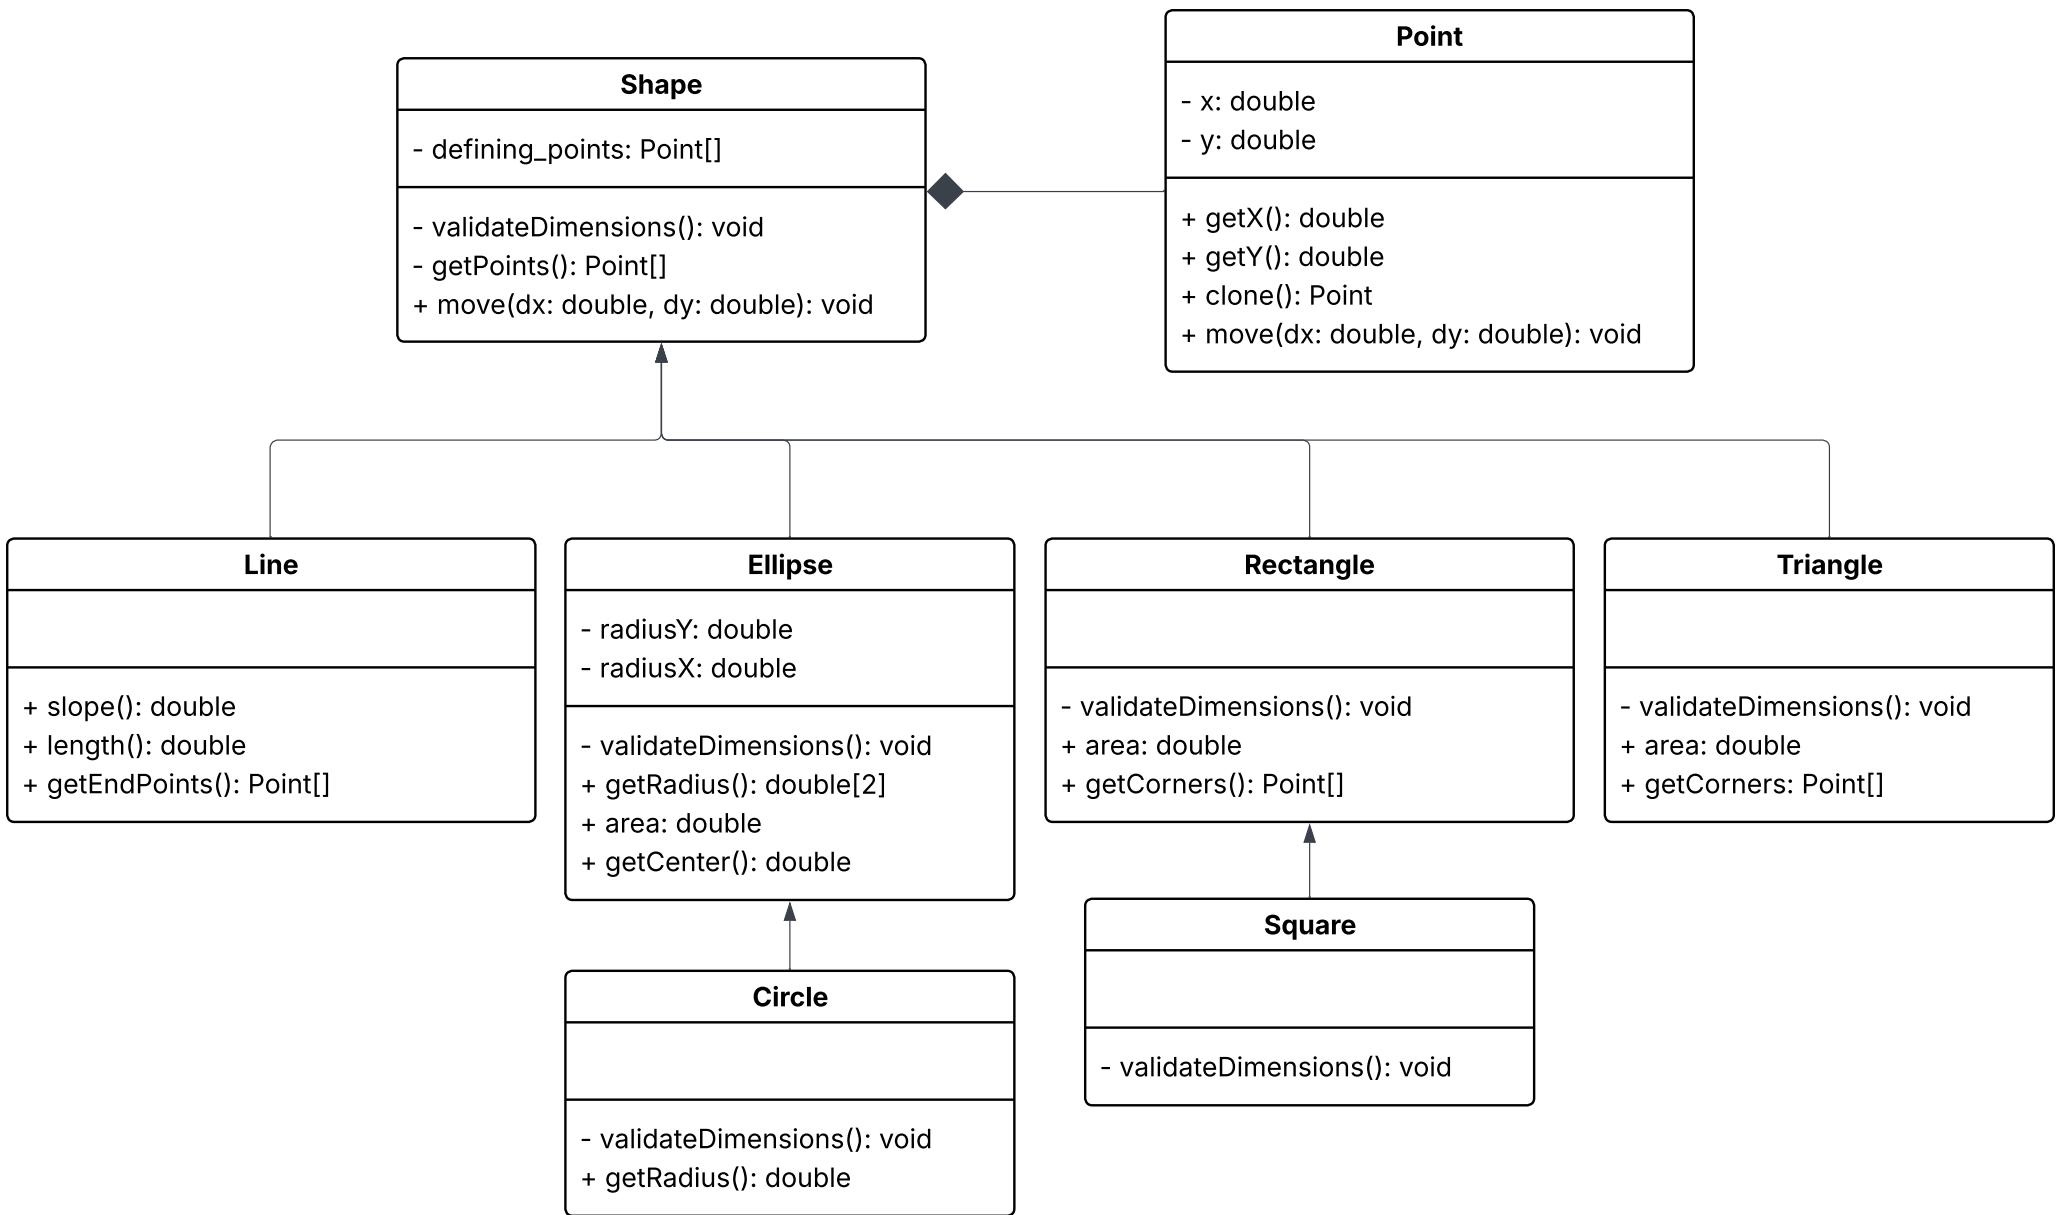 Point
- x: double
- y: double
+ getX(): double
+ getY(): double
+ clone(): Point
+ move(dx: double, dy: double): void
Shape
- defining_points: Point[]
- validateDimensions(): void
- getPoints(): Point[]
+ move(dx: double, dy: double): void
Line
+ slope(): double
+ length(): double
+ getEndPoints(): Point[]
Ellipse
- radiusY: double
- radiusX: double
- validateDimensions(): void
+ getRadius(): double[2]
+ area: double
+ getCenter(): double
Rectangle
- validateDimensions(): void
+ area: double
+ getCorners(): Point[]
Triangle
- validateDimensions(): void
+ area: double
+ getCorners: Point[]
Circle
- validateDimensions(): void
+ getRadius(): double
Square
- validateDimensions(): void